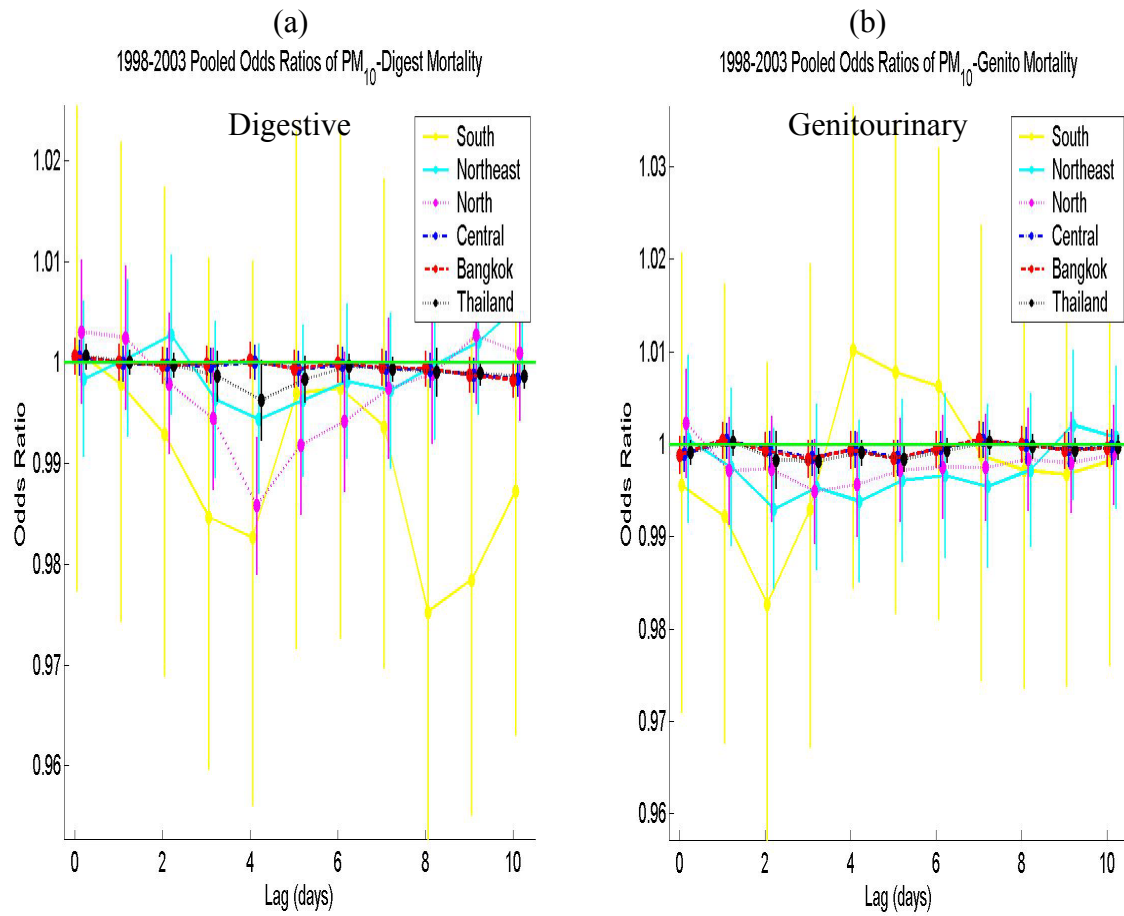 (a)
1998-2003 Pooled Odds Ratios of PM10-Digest Mortality
Digestive
South
Northeast
North
Central
Bangkok
Thailand
1.02
1.01
1
0.99
0.98
0.97
0.96
Odds Ratio
0 2 4 6 8 10
Lag (days)
(b)
1998-2003 Pooled Odds Ratios of PM10-Genito Mortality
Genitourinary
South
Northeast
North
Central
Bangkok
Thailand
1.03
1.02
1.01
1
0.99
0.98
0.97
0.96
Odds Ratio
0 2 4 6 8 10
Lag (days)